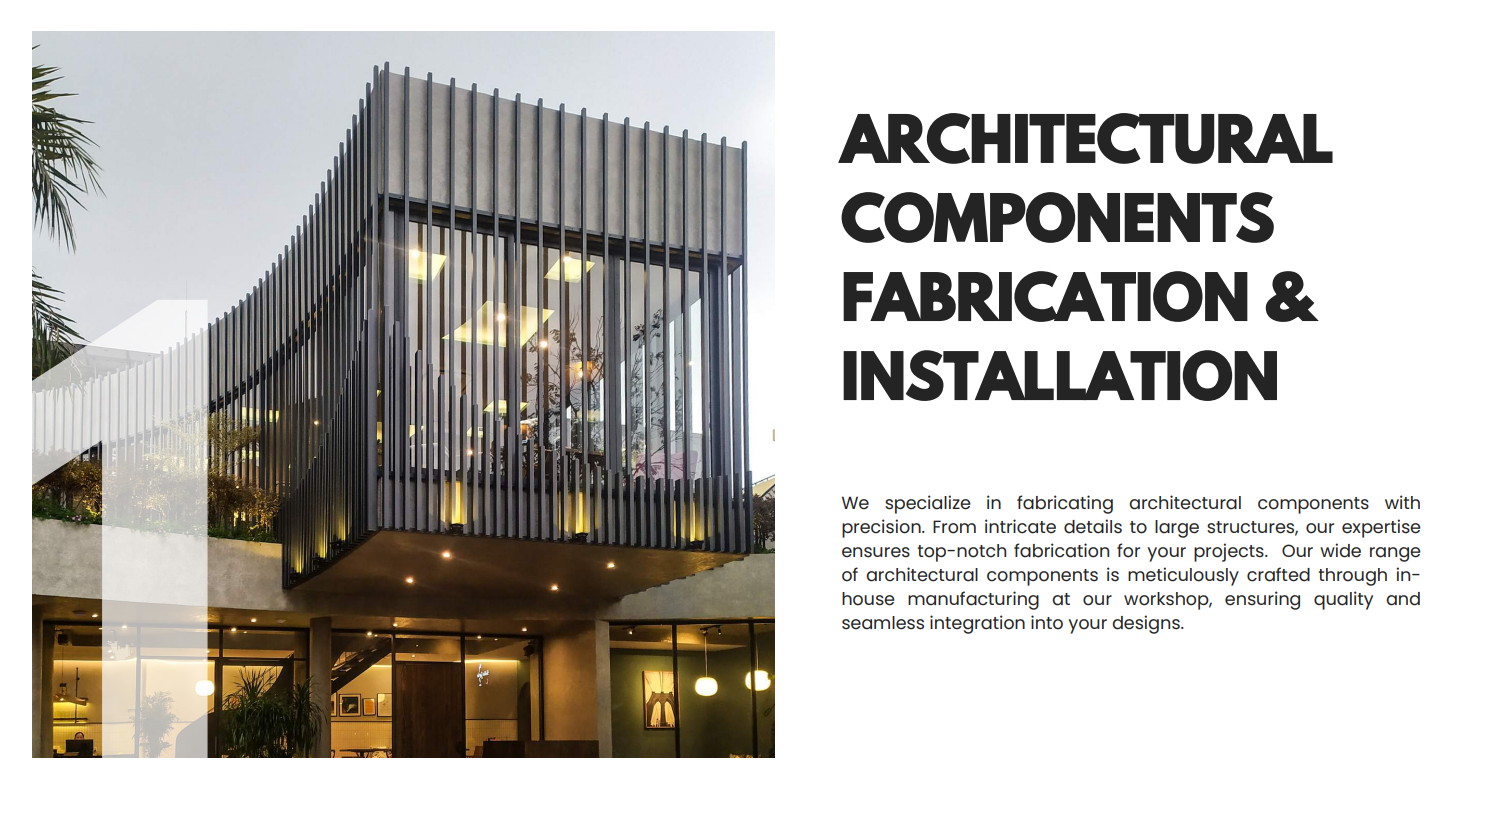 1
ARCHITECTURAL
COMPONENTS
FABRICATION &
INSTALLATION
We specialize in fabricating architectural components with
precision. From intricate details to large structures, our expertise
ensures top-notch fabrication for your projects.  Our wide range
of architectural components is meticulously crafted through in-
house manufacturing at our workshop, ensuring quality and
seamless integration into your designs.